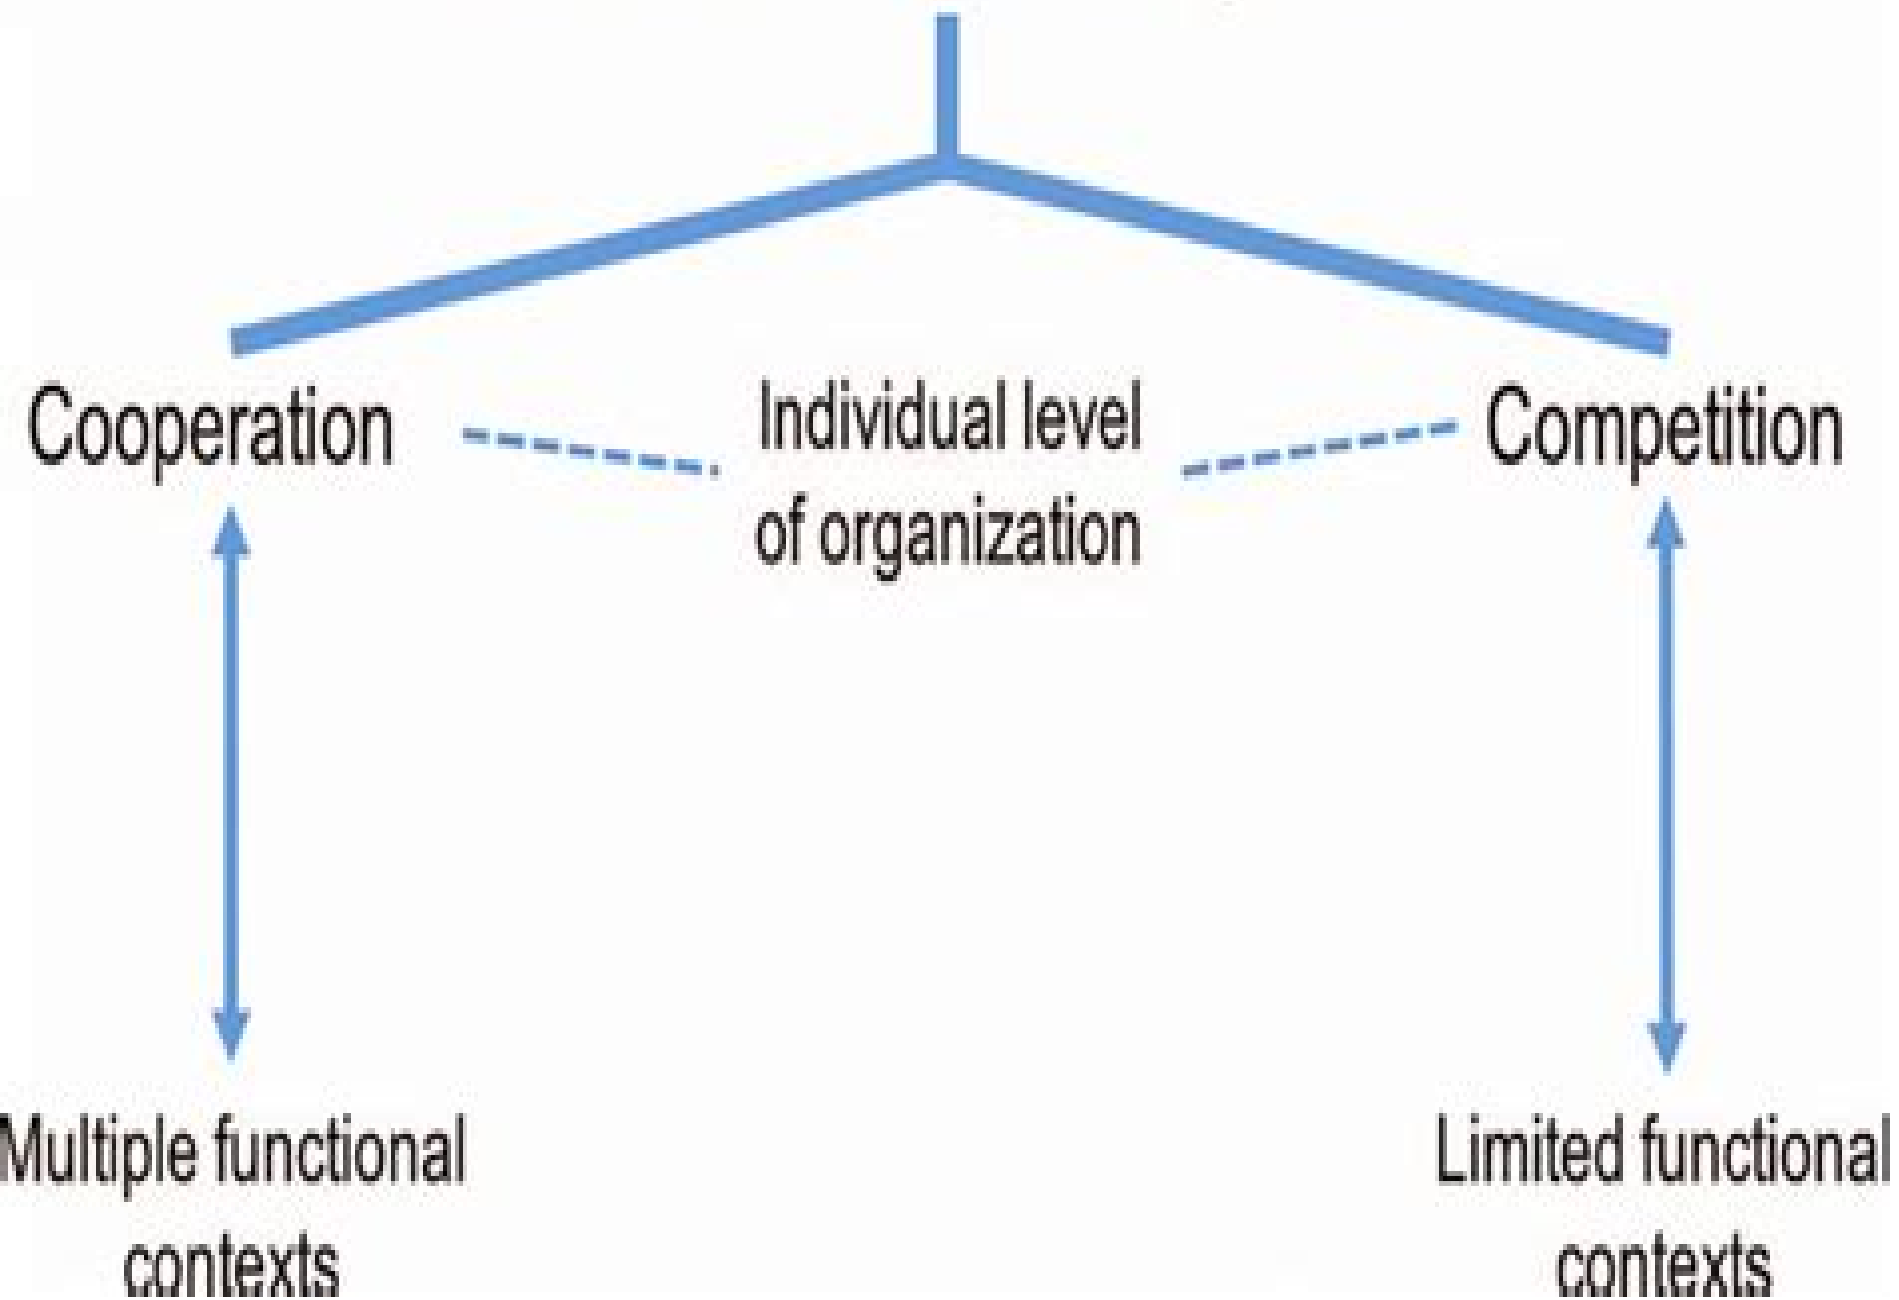 Cooperation
Individual level
of organization
Competition
Multiple functional
contexts
Limited functional
contexts